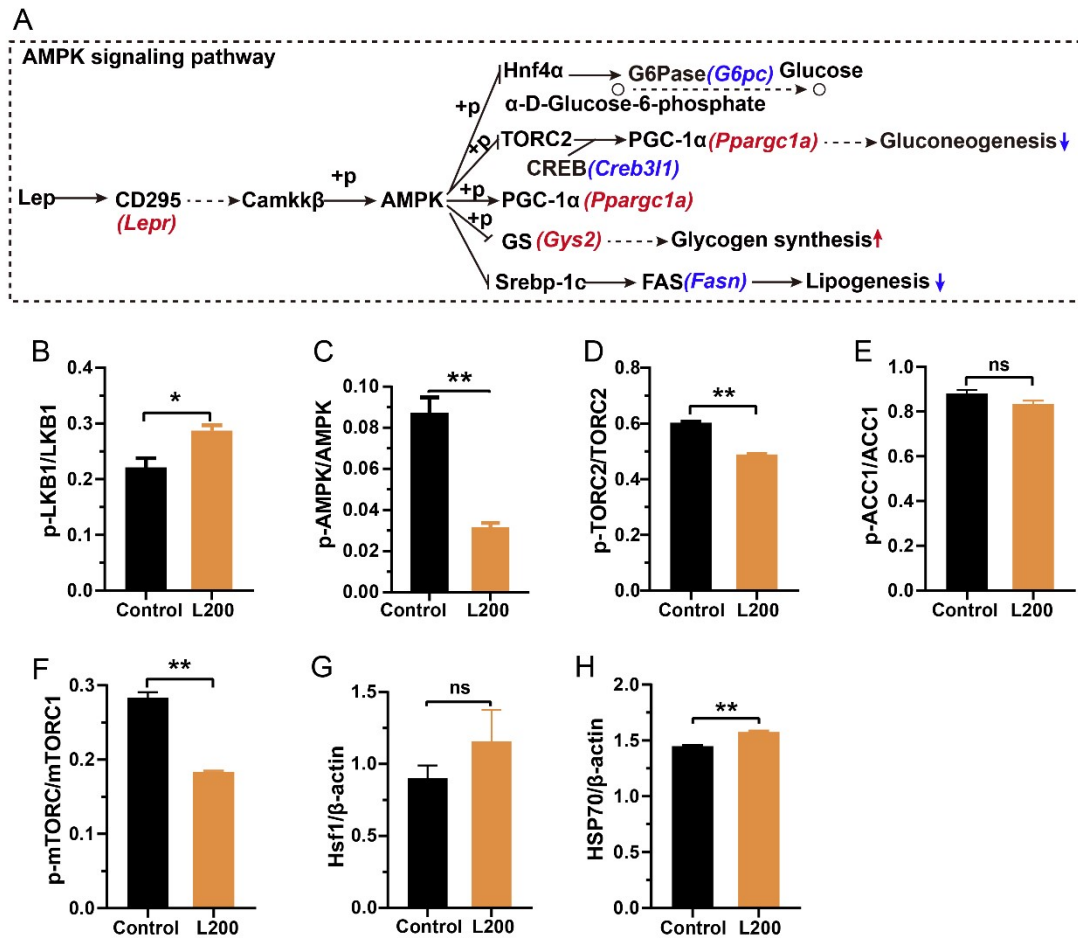 A
AMPK signaling pathway
Hnf4α G6Pase(G6pc) Glucose
+p α-D-Glucose-6-phosphate
+p TORC2 PGC-1α(Ppargc1a) Gluconeogenesis
CREB(Creb3l1)
Lep CD295 Camkkβ +p AMPK +p PGC-1α (Ppargc1a)
(Lepr)
+p GS (Gys2) Glycogen synthesis
Srebp-1c FAS(Fasn) Lipogenesis
B
p-LKB1/LKB1
0.4
0.3
0.2
0.1
0.0
*
Control L200
C
p-AMPK/AMPK
0.10
0.08
0.06
0.04
0.02
0.00
**
Control L200
D
p-TORC2/TORC2
0.8
0.6
0.4
0.2
0.0
**
Control L200
E
p-ACC1/ACC1
1.0
0.8
0.6
0.4
0.2
0.0
ns
Control L200
F
p-mTORC/mTORC1
0.3
0.2
0.1
0.0
**
Control L200
G
Hsf1/β-actin
1.5
1.0
0.5
0.0
ns
Control L200
H
HSP70/β-actin
2.0
1.5
1.0
0.5
0.0
**
Control L200